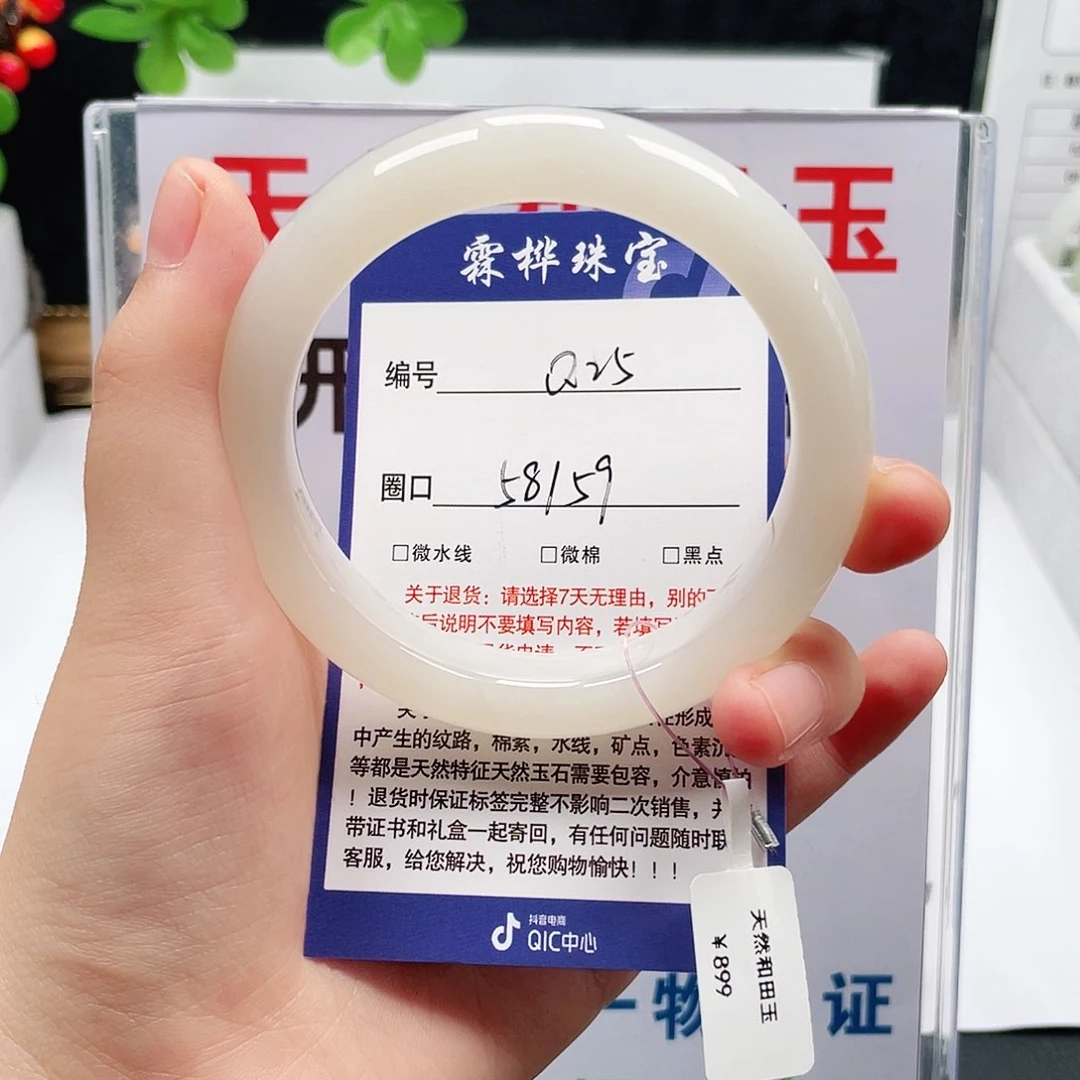 天 玉
霖桦珠宝
编号 Q25
圈口 58/59
□微水线 □微棉 □黑点
关于退货：请选择7天无理由，别的
后说明不要填写内容，若填写
中产生的纹路，棉絮，水线，矿点，色素沉
等都是天然特征天然玉石需要包容，介意慎拍
！退货时保证标签完整不影响二次销售，并
带证书和礼盒一起寄回，有任何问题随时联
客服，给您解决，祝您购物愉快！！！
抖音电商
QIC中心
天然和田玉
¥899
物 证